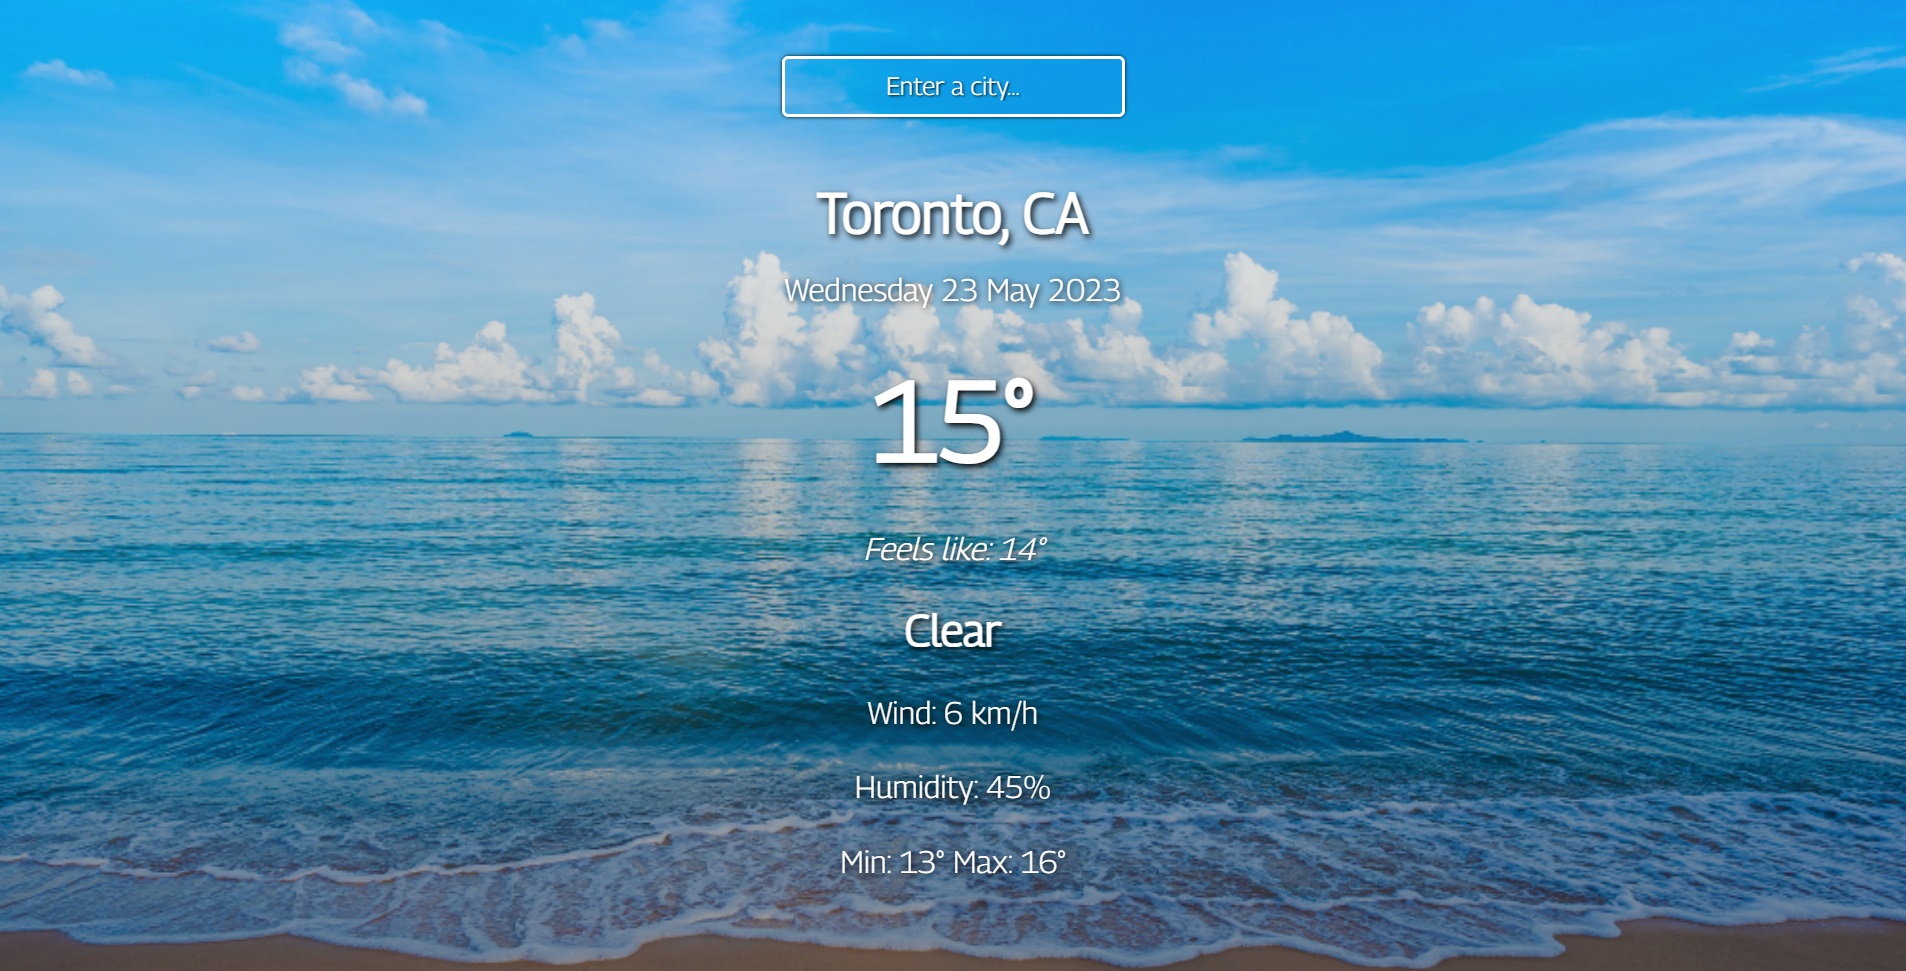 Enter a city...
Toronto, CA
Wednesday 23 May 2023
15°
Feels like: 14°
Clear
Wind: 6 km/h
Humidity: 45%
Min: 13° Max: 16°